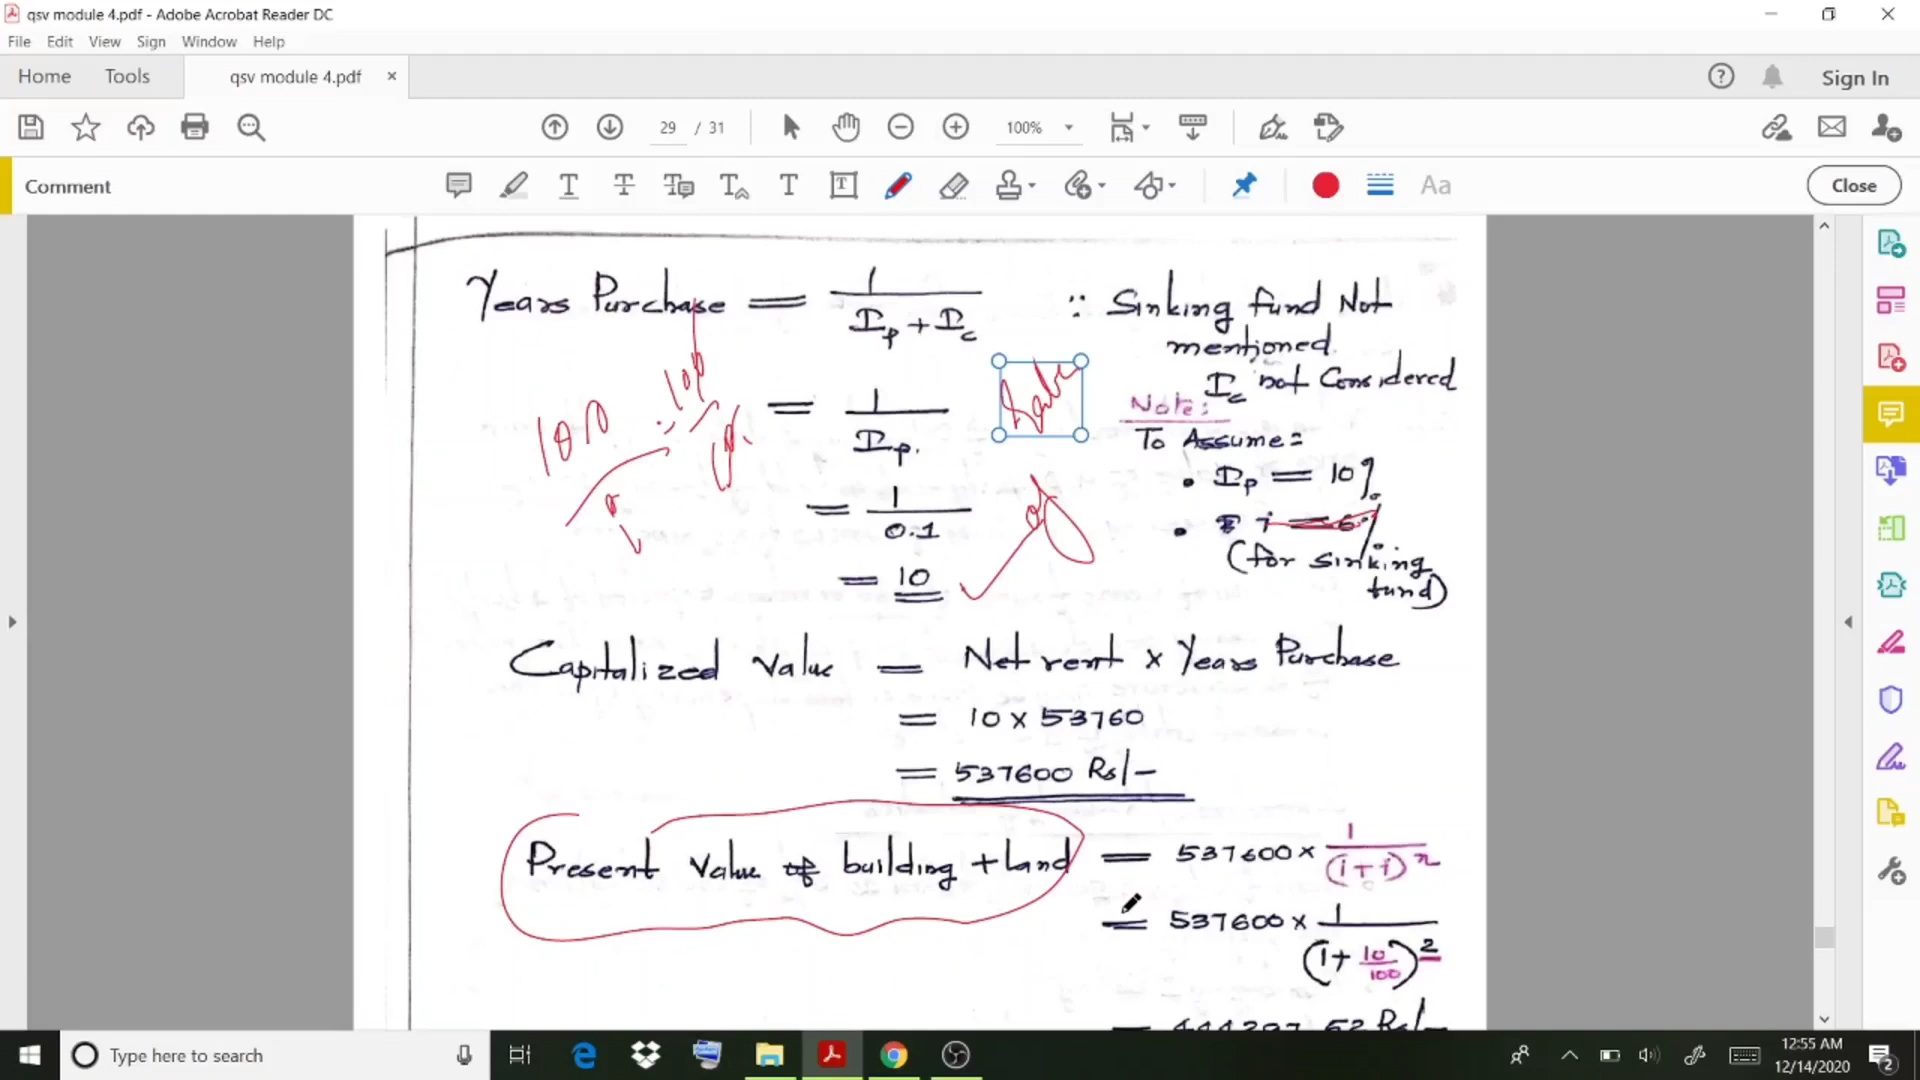 qsv module 4.pdf - Adobe Acrobat Reader DC
File Edit View Sign Window Help
Home Tools qsv module 4.pdf × Sign In
29 / 31 100%
Comment Close
Years Purchase = 1 / Ip + Ic ∵ Sinking fund Not
mentioned.
Ic not Considered
= 1 / Ip.
Note:
To Assume =
• Ip = 10%
= 1 / 0.1
• i = 6%
(for sinking
fund)
= 10
Capitalized Value = Net rent × Years Purchase
= 10 × 53760
= 537600 Rs/-
Present Value of building + land = 537600 × 1 / (1+i)^n
= 537600 × 1 / (1 + 10/100)^2
Type here to search
12:55 AM
12/14/2020
2